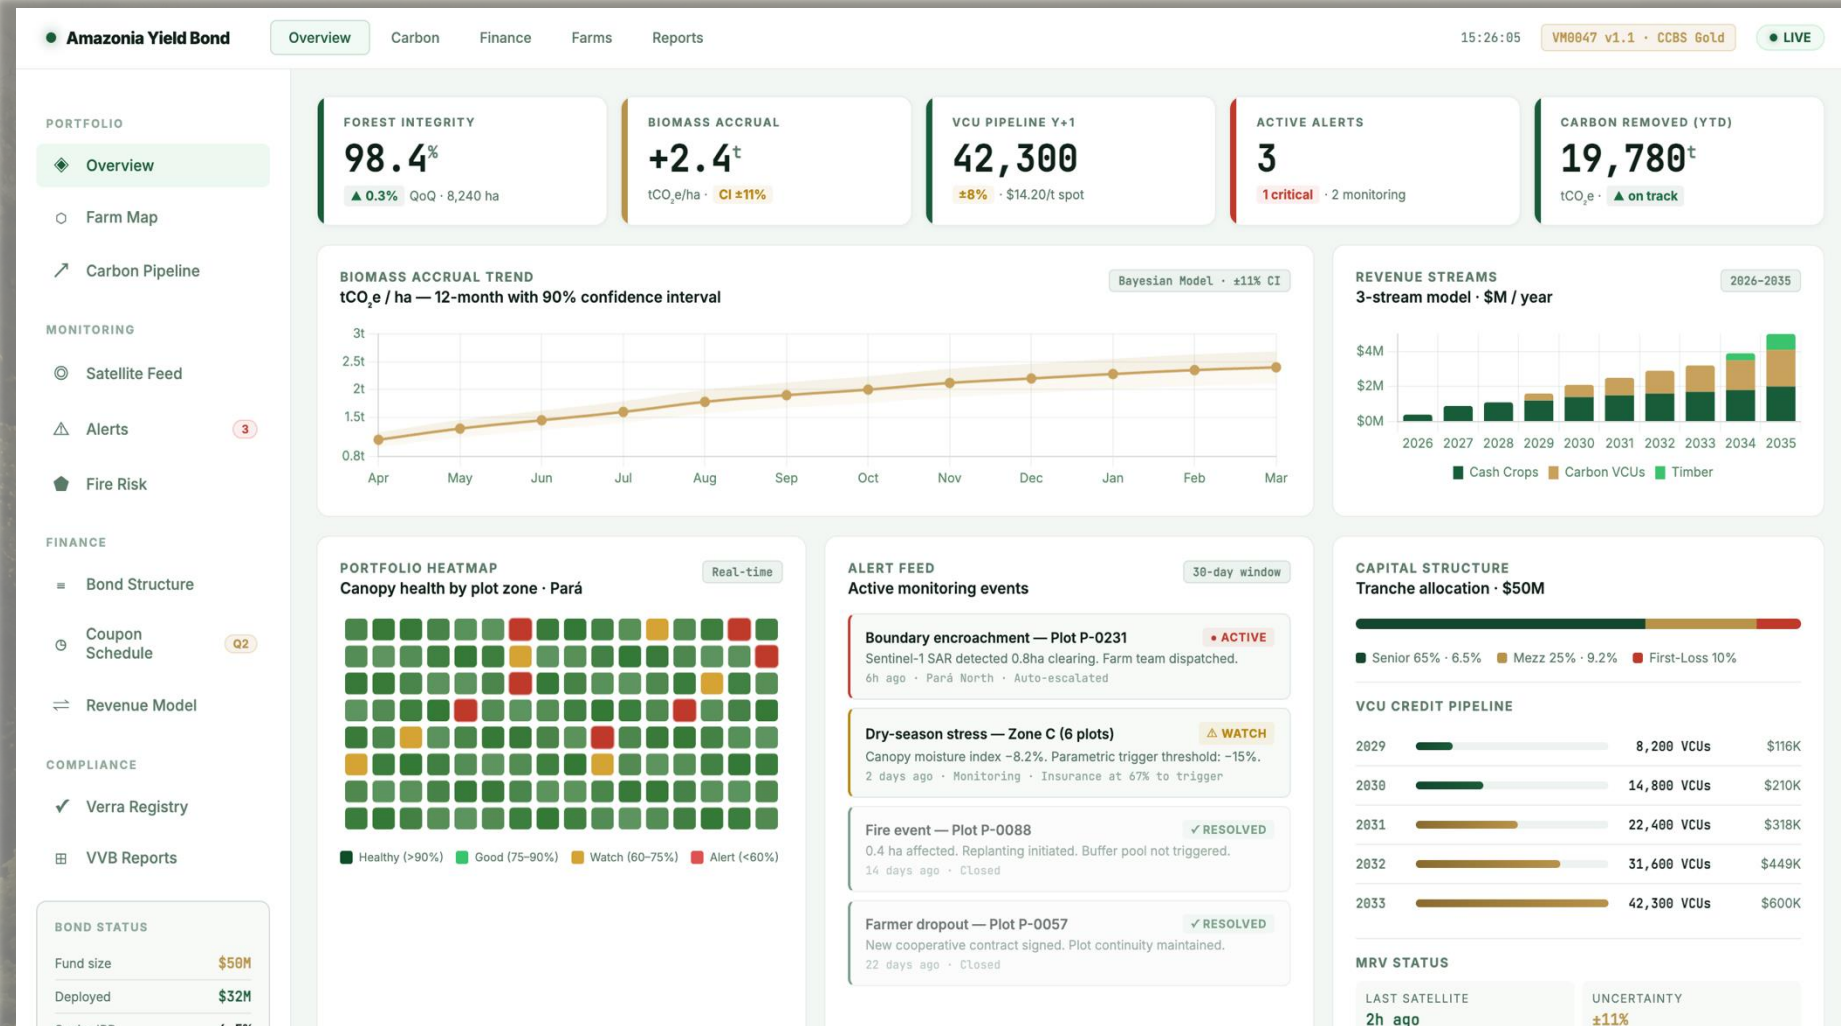 Amazonia Yield Bond
Overview
Carbon
Finance
Farms
Reports
15:26:05
VM0047 v1.1 · CCBS Gold
LIVE
PORTFOLIO
Overview
Farm Map
Carbon Pipeline
MONITORING
Satellite Feed
Alerts
3
Fire Risk
FINANCE
Bond Structure
Coupon
Schedule
Q2
Revenue Model
COMPLIANCE
Verra Registry
VVB Reports
BOND STATUS
Fund size $50M
Deployed $32M
FOREST INTEGRITY
98.4%
▲ 0.3% QoQ · 8,240 ha
BIOMASS ACCRUAL
+2.4t
tCO₂e/ha · CI ±11%
VCU PIPELINE Y+1
42,300
±8% · $14.20/t spot
ACTIVE ALERTS
3
1 critical · 2 monitoring
CARBON REMOVED (YTD)
19,780t
tCO₂e · ▲ on track
BIOMASS ACCRUAL TREND
tCO₂e / ha — 12-month with 90% confidence interval
Bayesian Model · ±11% CI
3t
2.5t
2t
1.5t
0.8t
Apr May Jun Jul Aug Sep Oct Nov Dec Jan Feb Mar
REVENUE STREAMS
3-stream model · $M / year
2026–2035
$4M
$2M
$0M
2026 2027 2028 2029 2030 2031 2032 2033 2034 2035
Cash Crops Carbon VCUs Timber
PORTFOLIO HEATMAP
Canopy health by plot zone · Pará
Real-time
Healthy (>90%) Good (75–90%) Watch (60–75%) Alert (<60%)
ALERT FEED
Active monitoring events
30-day window
Boundary encroachment — Plot P-0231
● ACTIVE
Sentinel-1 SAR detected 0.8ha clearing. Farm team dispatched.
6h ago · Pará North · Auto-escalated
Dry-season stress — Zone C (6 plots)
⚠ WATCH
Canopy moisture index −8.2%. Parametric trigger threshold: −15%.
2 days ago · Monitoring · Insurance at 67% to trigger
Fire event — Plot P-0088
✓ RESOLVED
0.4 ha affected. Replanting initiated. Buffer pool not triggered.
14 days ago · Closed
Farmer dropout — Plot P-0057
✓ RESOLVED
New cooperative contract signed. Plot continuity maintained.
22 days ago · Closed
CAPITAL STRUCTURE
Tranche allocation · $50M
Senior 65% · 6.5% Mezz 25% · 9.2% First-Loss 10%
VCU CREDIT PIPELINE
2029 8,200 VCUs $116K
2030 14,800 VCUs $210K
2031 22,400 VCUs $318K
2032 31,600 VCUs $449K
2033 42,300 VCUs $600K
MRV STATUS
LAST SATELLITE
2h ago
UNCERTAINTY
±11%